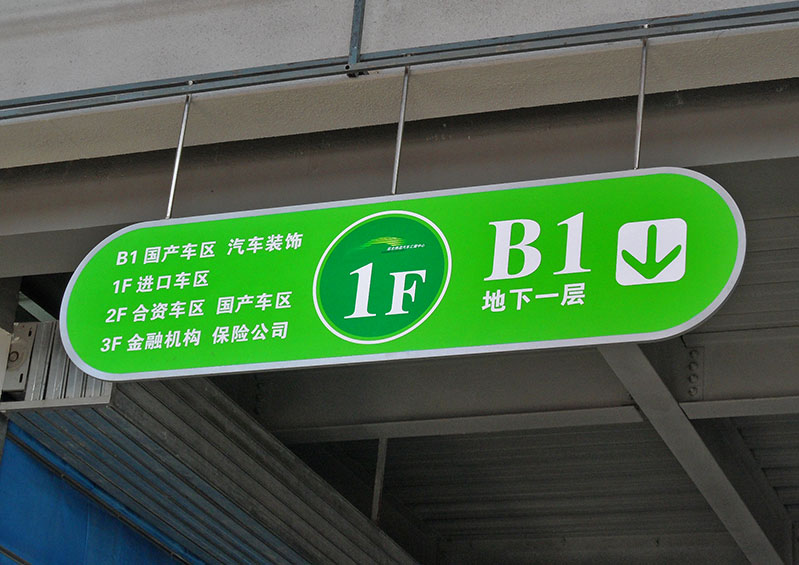 B1 国产车区 汽车装饰
1F 进口车区
2F 合资车区 国产车区
3F 金融机构 保险公司
1F
B1
地下一层